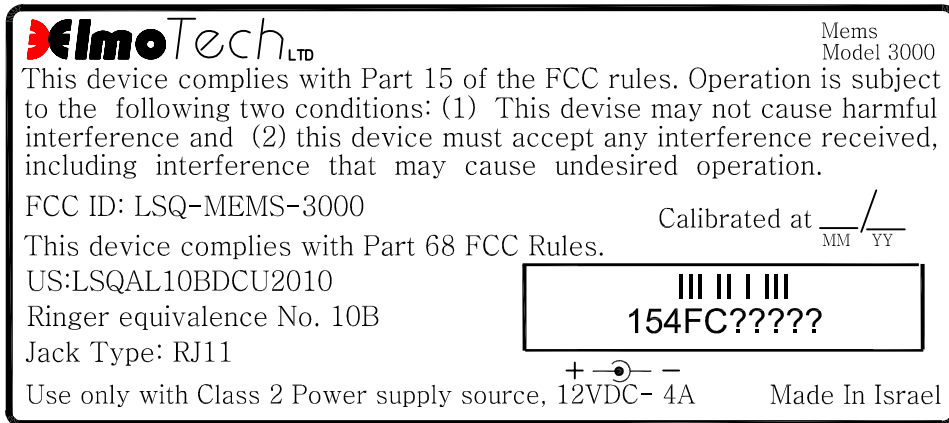 ElmoTech LTD
Mems
Model 3000
This device complies with Part 15 of the FCC rules. Operation is subject
to the following two conditions: (1) This devise may not cause harmful
interference and (2) this device must accept any interference received,
including interference that may cause undesired operation.
FCC ID: LSQ-MEMS-3000
Calibrated at __/__
MM YY
This device complies with Part 68 FCC Rules.
US:LSQAL10BDCU2010
Ringer equivalence No. 10B
Jack Type: RJ11
154FC?????
+ -
Use only with Class 2 Power supply source, 12VDC- 4A
Made In Israel